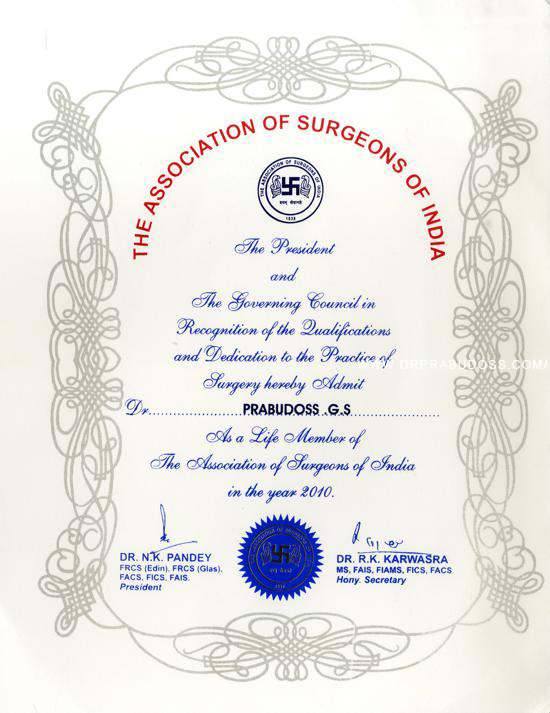 THE ASSOCIATION OF SURGEONS OF INDIA
THE ASSOCIATION OF SURGEONS OF INDIA
1938
The President
and
The Governing Council in
Recognition of the Qualifications
and Dedication to the Practice of
WWW.DRPRABUDOSS.COM/
Surgery hereby Admit
Dr. PRABUDOSS .G.S
As a Life Member of
The Association of Surgeons of India
in the year 2010.
DR. N.K. PANDEY
FRCS (Edin), FRCS (Glas),
FACS, FICS, FAIS.
President
DR. R.K. KARWASRA
MS, FAIS, FIAMS, FICS, FACS.
Hony. Secretary